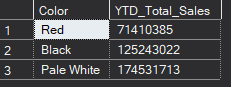 Color YTD_Total_Sales
1 Red 71410385
2 Black 125243022
3 Pale White 174531713